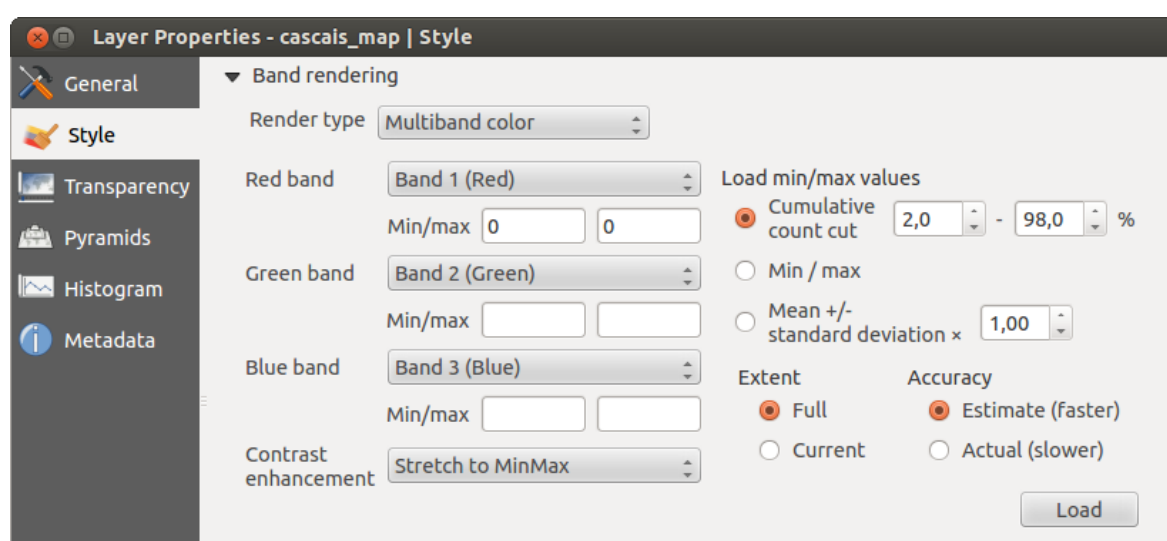 Layer Properties - cascais_map | Style
General
Style
Transparency
Pyramids
Histogram
Metadata
Band rendering
Render type Multiband color
Red band Band 1 (Red)
Min/max 0 0
Green band Band 2 (Green)
Min/max
Blue band Band 3 (Blue)
Min/max
Contrast
enhancement Stretch to MinMax
Load min/max values
Cumulative
count cut 2,0 - 98,0 %
Min / max
Mean +/-
standard deviation × 1,00
Extent Accuracy
Full Estimate (faster)
Current Actual (slower)
Load